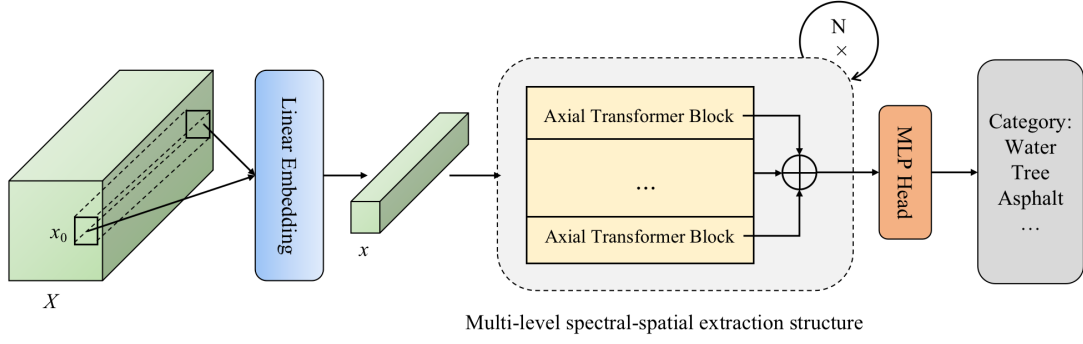 X
x0
Linear Embedding
x
Axial Transformer Block
...
Axial Transformer Block
N
×
MLP Head
Category:
Water
Tree
Asphalt
...
Multi-level spectral-spatial extraction structure